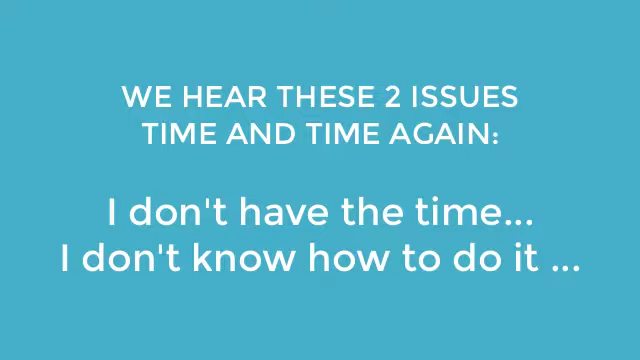 WE HEAR THESE 2 ISSUES
TIME AND TIME AGAIN:
I don't have the time...
I don't know how to do it ...